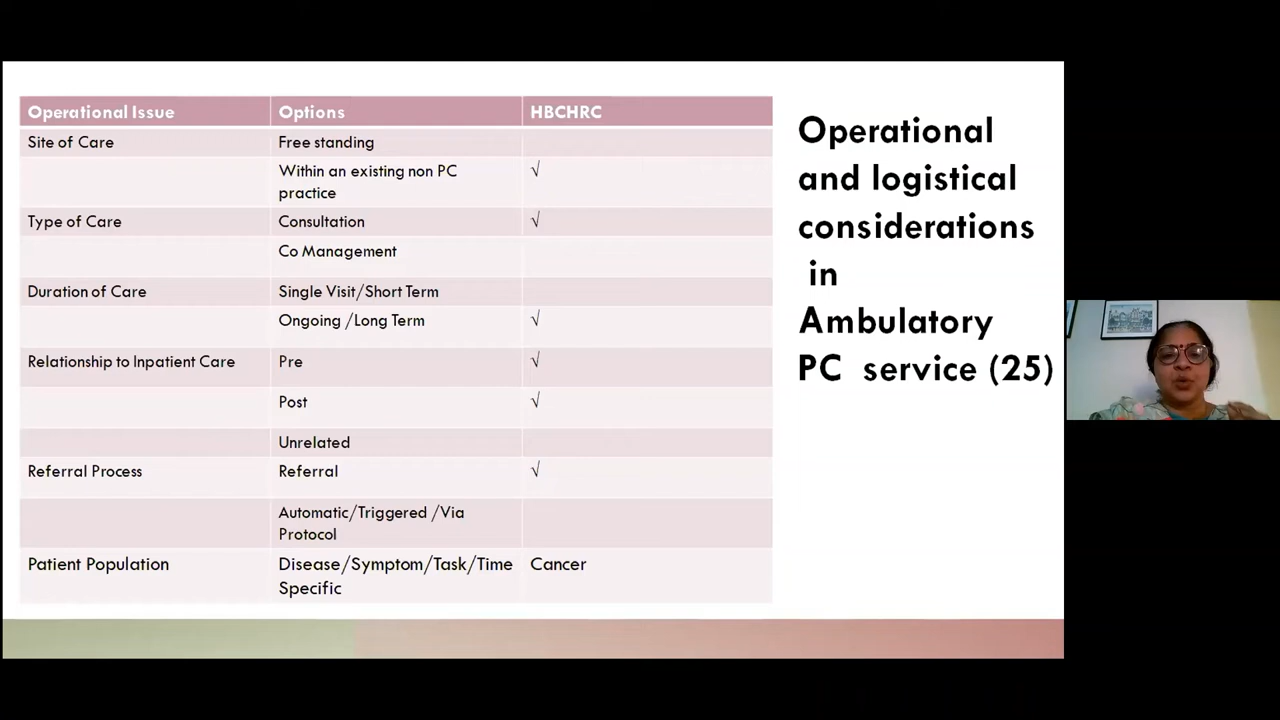 Operational Issue Options HBCHRC
Site of Care Free standing
Within an existing non PC √
practice
Type of Care Consultation √
Co Management
Duration of Care Single Visit/Short Term
Ongoing /Long Term √
Relationship to Inpatient Care Pre √
Post √
Unrelated
Referral Process Referral √
Automatic/Triggered /Via
Protocol
Patient Population Disease/Symptom/Task/Time Cancer
Specific
Operational
and logistical
considerations
in
Ambulatory
PC service (25)